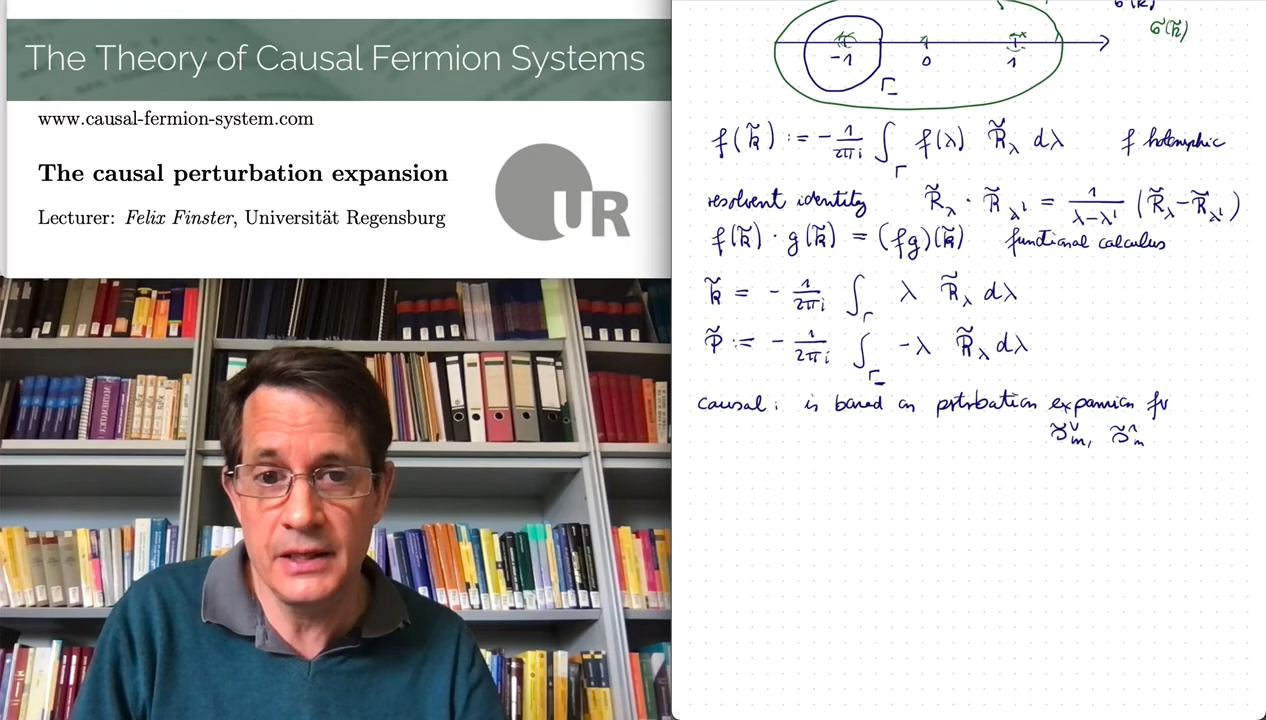 The Theory of Causal Fermion Systems
www.causal-fermion-system.com
The causal perturbation expansion
Lecturer: Felix Finster, Universität Regensburg
UR
σ(k̃)
-1 0 1
Γ_
f(k̃) := -1/2πi ∫_Γ f(λ) R̃_λ dλ f holomorphic
resolvent identity R̃_λ · R̃_λ' = 1/(λ-λ') (R̃_λ - R̃_λ')
f(k̃) · g(k̃) = (fg)(k̃) functional calculus
k̃ = - 1/2πi ∫_Γ λ R̃_λ dλ
P̃ := - 1/2πi ∫_Γ_ -λ R̃_λ dλ
causal: is based on perturbation expansion for
s̃^∨_m, s̃^∧_m